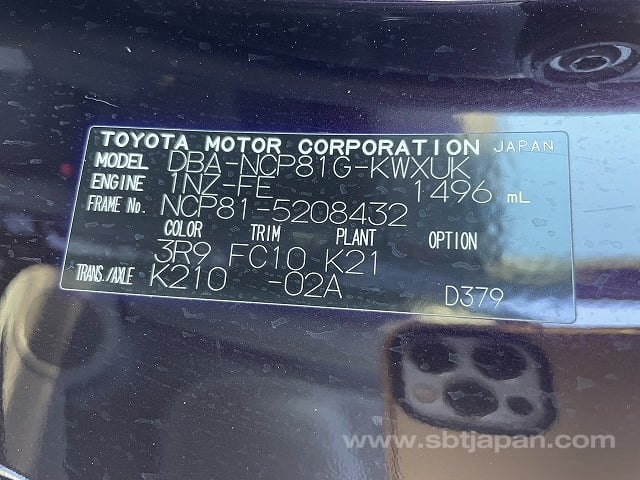 TOYOTA MOTOR CORPORATION JAPAN
MODEL DBA-NCP81G-KWXUK
ENGINE 1NZ-FE 1496 mL
FRAME No. NCP81-5208432
COLOR TRIM PLANT OPTION
3R9 FC10 K21
TRANS./AXLE K210 -02A
D379
www.sbtjapan.com